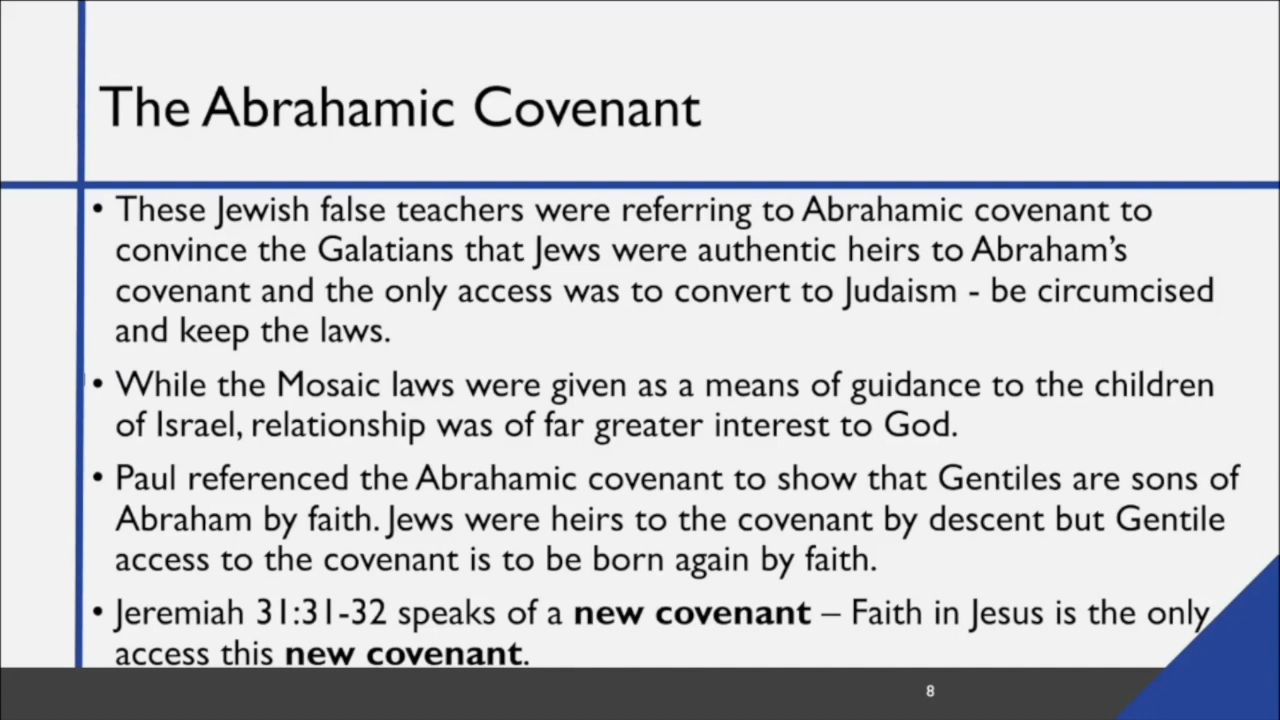 The Abrahamic Covenant
• These Jewish false teachers were referring to Abrahamic covenant to
convince the Galatians that Jews were authentic heirs to Abraham’s
covenant and the only access was to convert to Judaism - be circumcised
and keep the laws.
• While the Mosaic laws were given as a means of guidance to the children
of Israel, relationship was of far greater interest to God.
• Paul referenced the Abrahamic covenant to show that Gentiles are sons of
Abraham by faith. Jews were heirs to the covenant by descent but Gentile
access to the covenant is to be born again by faith.
• Jeremiah 31:31-32 speaks of a new covenant – Faith in Jesus is the only
access this new covenant.
8